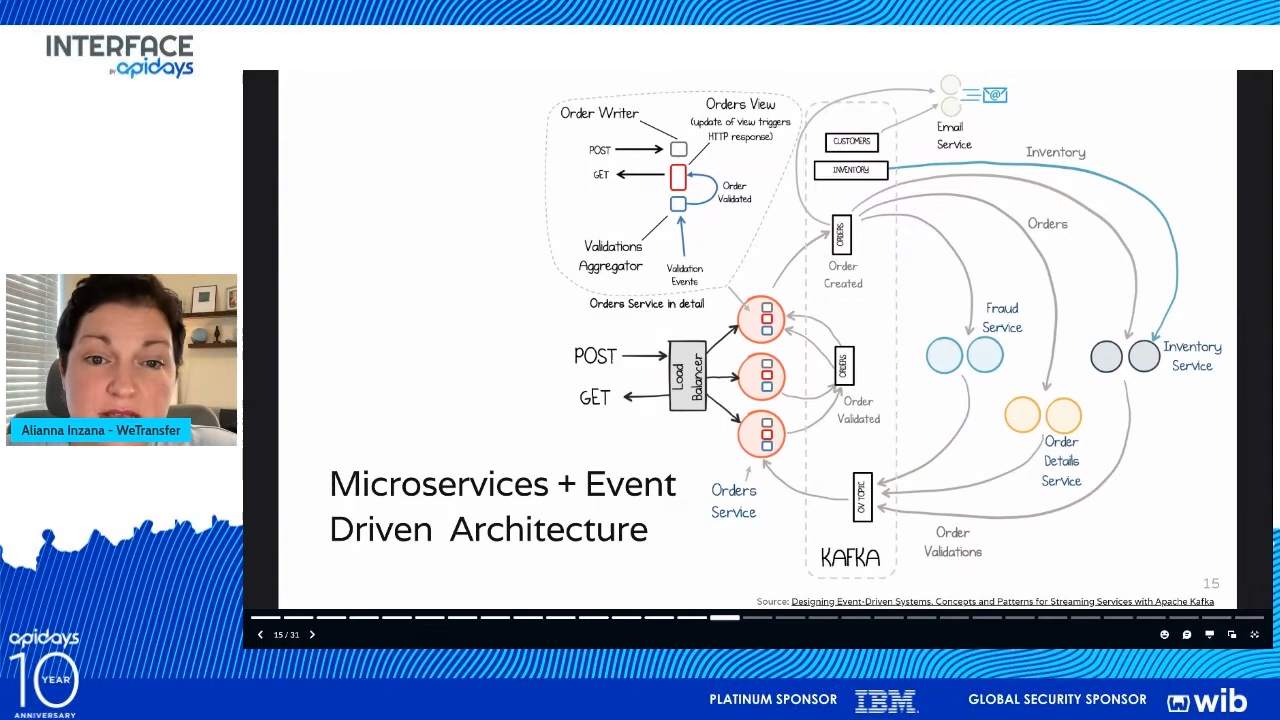 INTERFACE
BY apidays
Order Writer
Orders View
(update of view triggers
HTTP response)
POST
GET
Order
Validated
Validations
Aggregator
Validation
Events
Orders Service in detail
CUSTOMERS
INVENTORY
Email
Service
Inventory
ORDERS
Order
Created
Orders
Fraud
Service
Inventory
Service
POST
GET
Load
Balancer
ORDERS
Order
Validated
Order
Details
Service
Orders
Service
OV TOPIC
Order
Validations
KAFKA
Microservices + Event
Driven Architecture
15
Source: Designing Event-Driven Systems, Concepts and Patterns for Streaming Services with Apache Kafka
Alianna Inzana - WeTransfer
15 / 31
apidays
10
YEAR
ANNIVERSARY
PLATINUM SPONSOR
IBM
GLOBAL SECURITY SPONSOR
wib